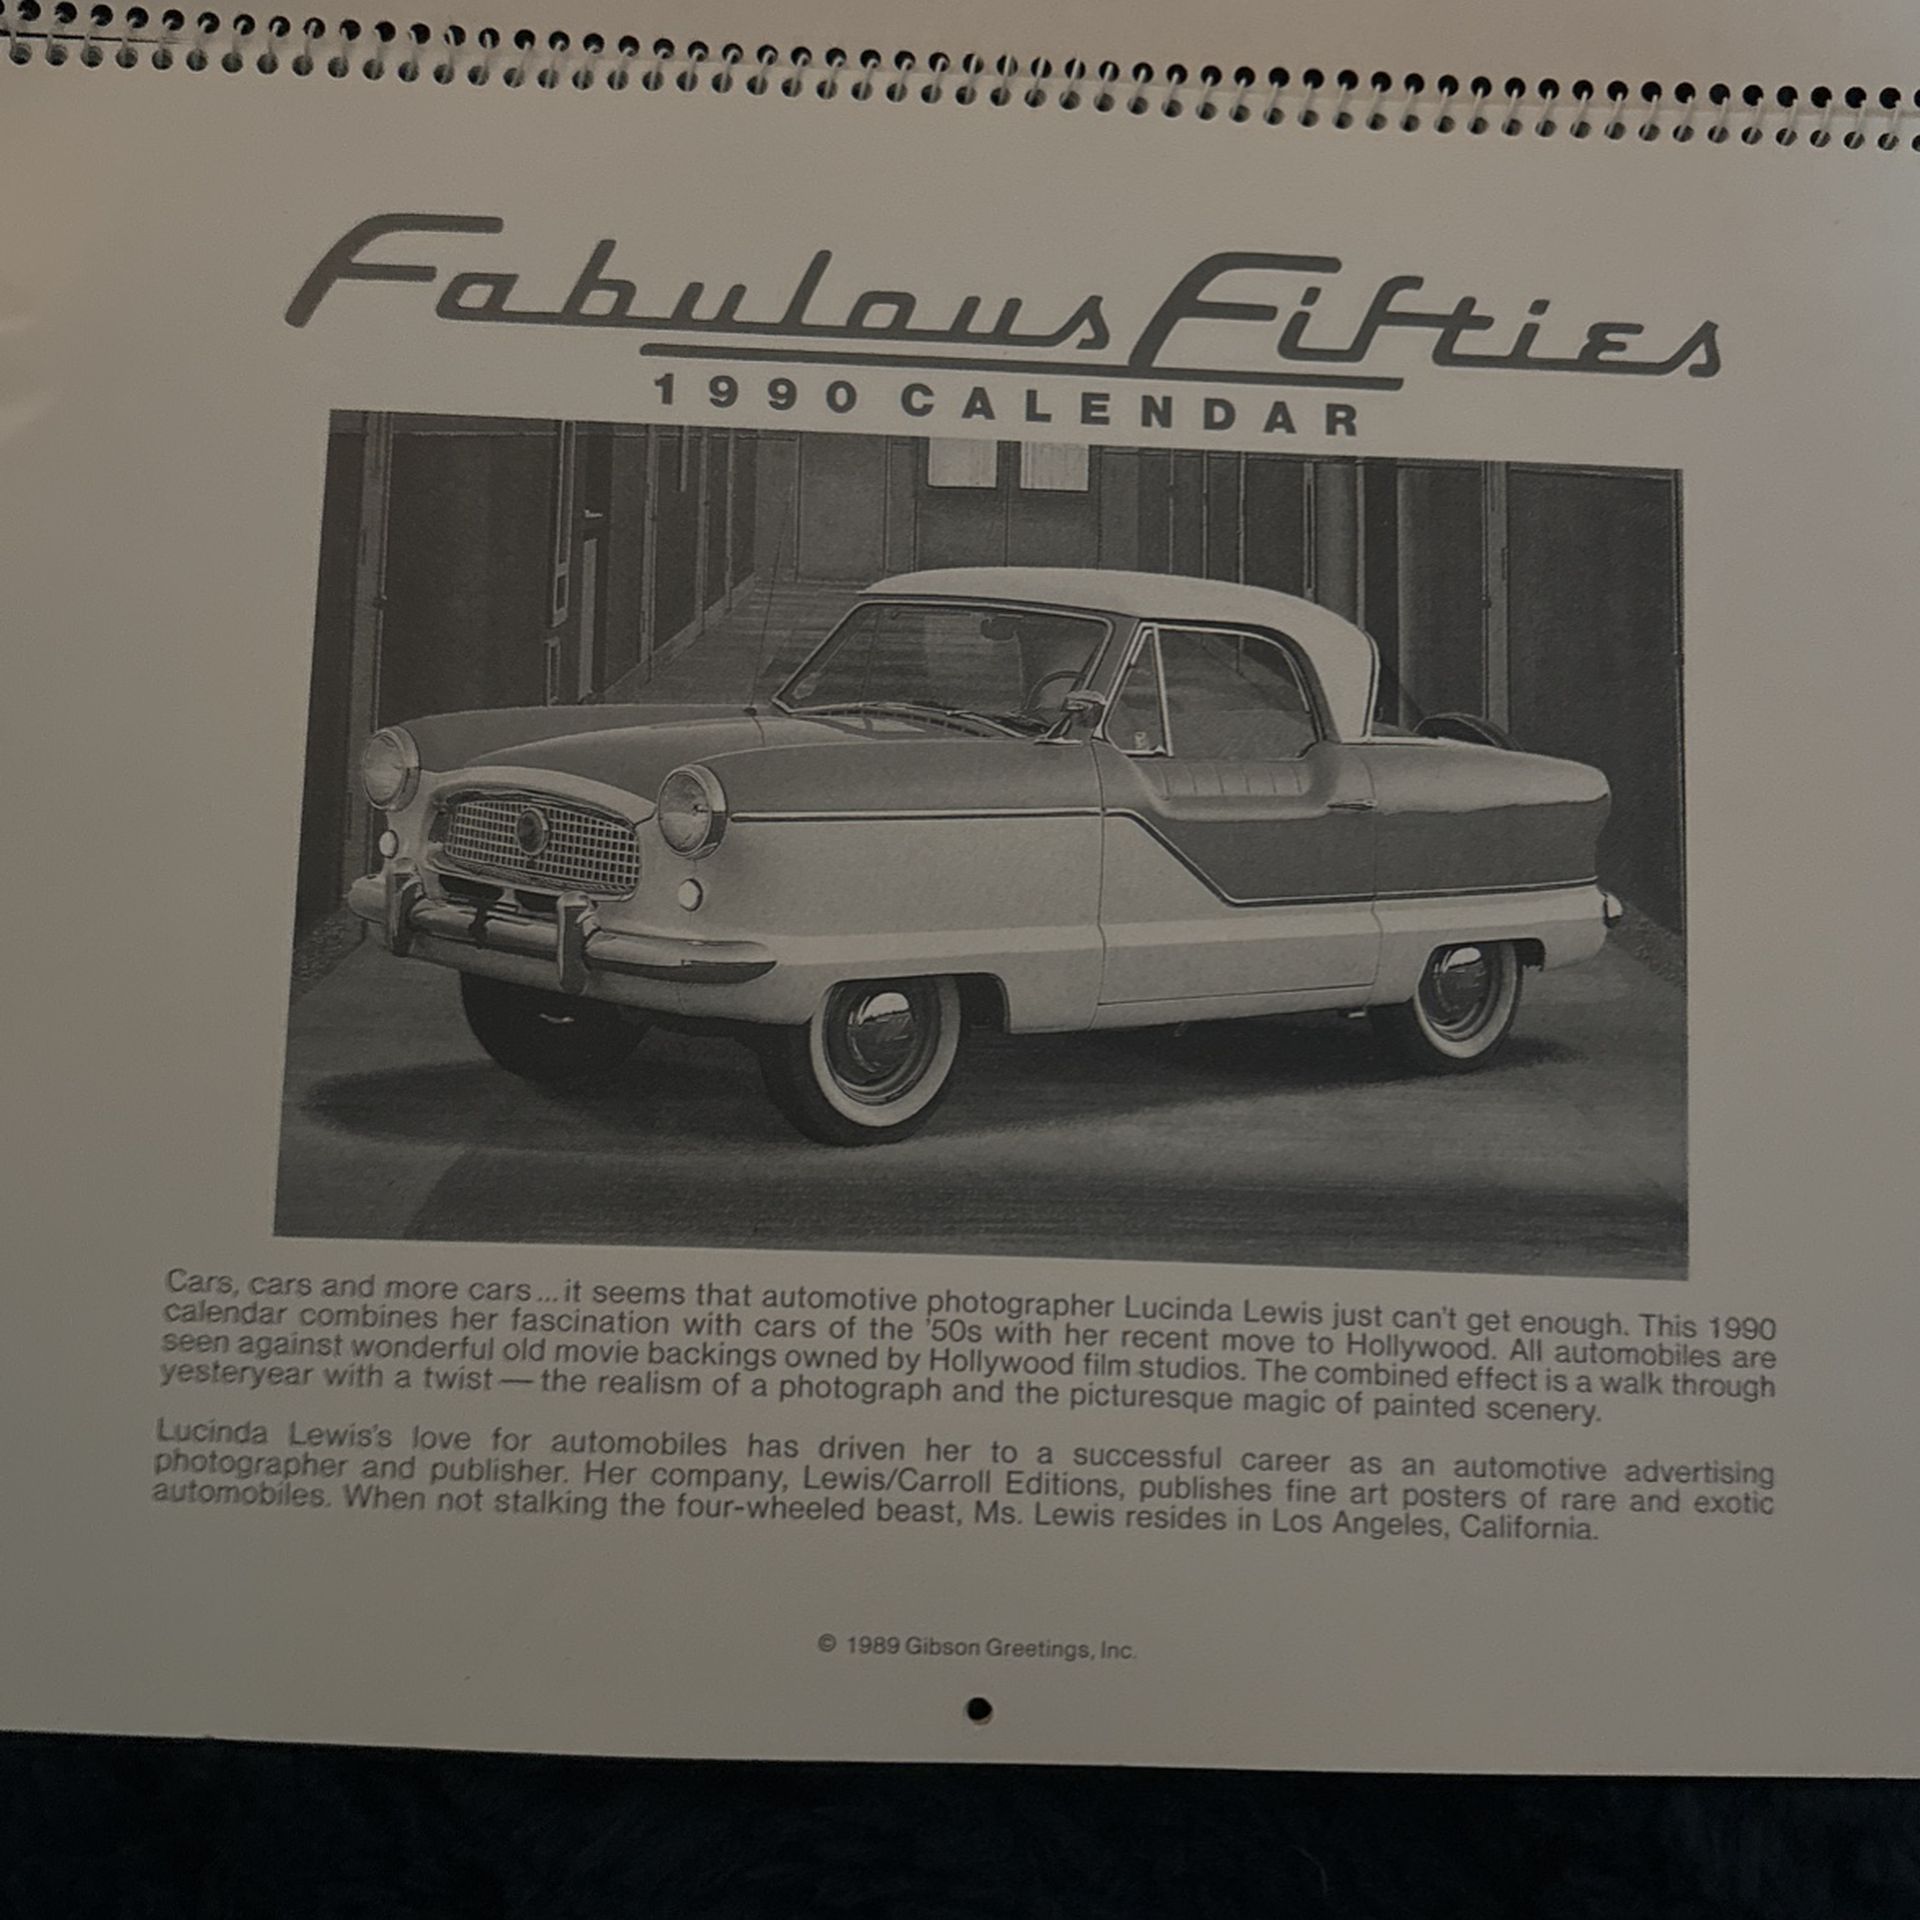 Fabulous Fifties
1990 CALENDAR
Cars, cars and more cars...it seems that automotive photographer Lucinda Lewis just can't get enough. This 1990
calendar combines her fascination with cars of the '50s with her recent move to Hollywood. All automobiles are
seen against wonderful old movie backings owned by Hollywood film studios. The combined effect is a walk through
yesteryear with a twist — the realism of a photograph and the picturesque magic of painted scenery.
Lucinda Lewis's love for automobiles has driven her to a successful career as an automotive advertising
photographer and publisher. Her company, Lewis/Carroll Editions, publishes fine art posters of rare and exotic
automobiles. When not stalking the four-wheeled beast, Ms. Lewis resides in Los Angeles, California.
© 1989 Gibson Greetings, Inc.